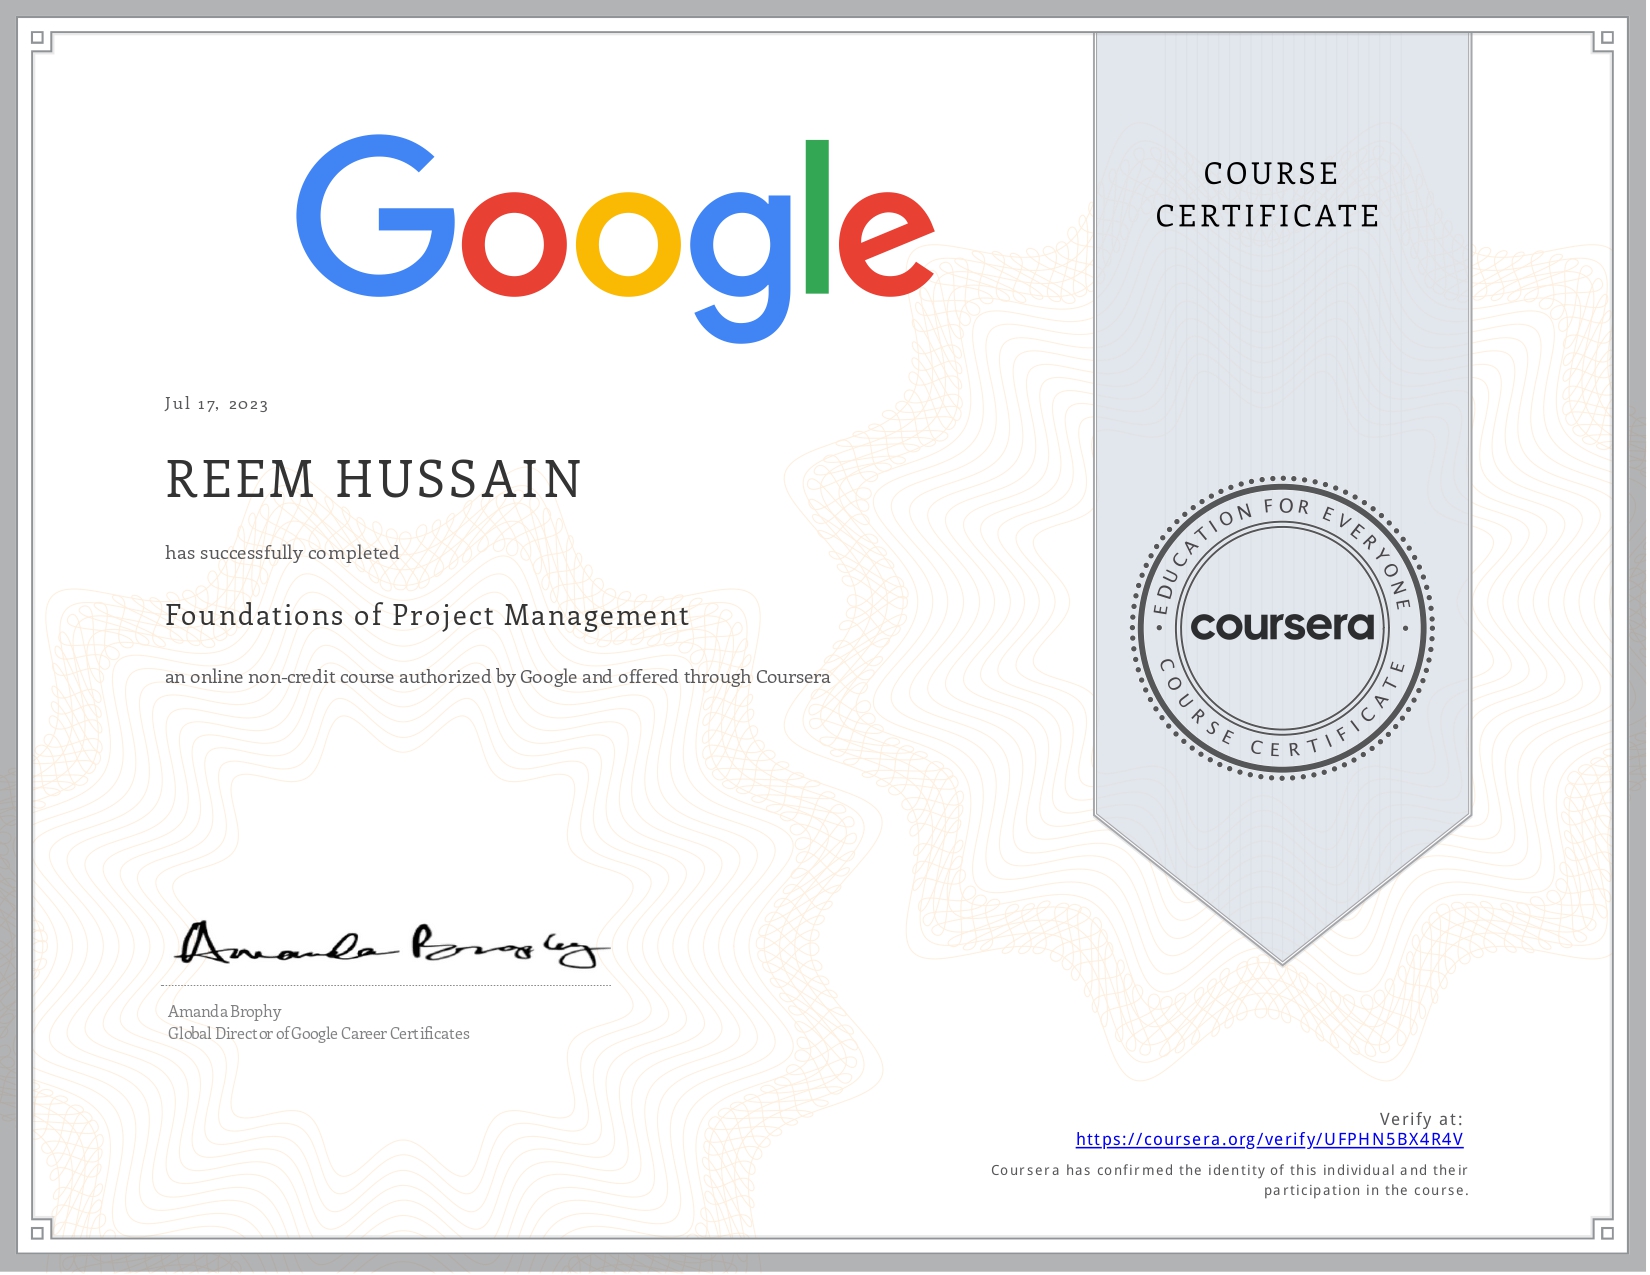 Google
COURSE
CERTIFICATE
Jul 17, 2023
REEM HUSSAIN
has successfully completed
Foundations of Project Management
an online non-credit course authorized by Google and offered through Coursera
EDUCATION FOR EVERYONE
coursera
COURSE CERTIFICATE
Amanda Brophy
Amanda Brophy
Global Director of Google Career Certificates
Verify at:
https://coursera.org/verify/UFPHN5BX4R4V
Coursera has confirmed the identity of this individual and their
participation in the course.